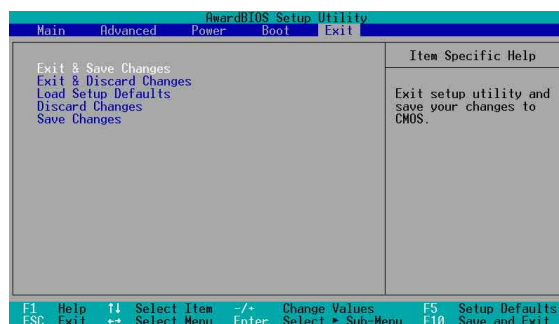 AwardBIOS Setup Utility
Main Advanced Power Boot Exit
Item Specific Help
Exit & Save Changes
Exit & Discard Changes
Load Setup Defaults
Discard Changes
Save Changes
Exit setup utility and
save your changes to
CMOS.
F1 Help ↑↓ Select Item -/+ Change Values F5 Setup Defaults
ESC Exit ←→ Select Menu Enter Select ► Sub-Menu F10 Save and Exit